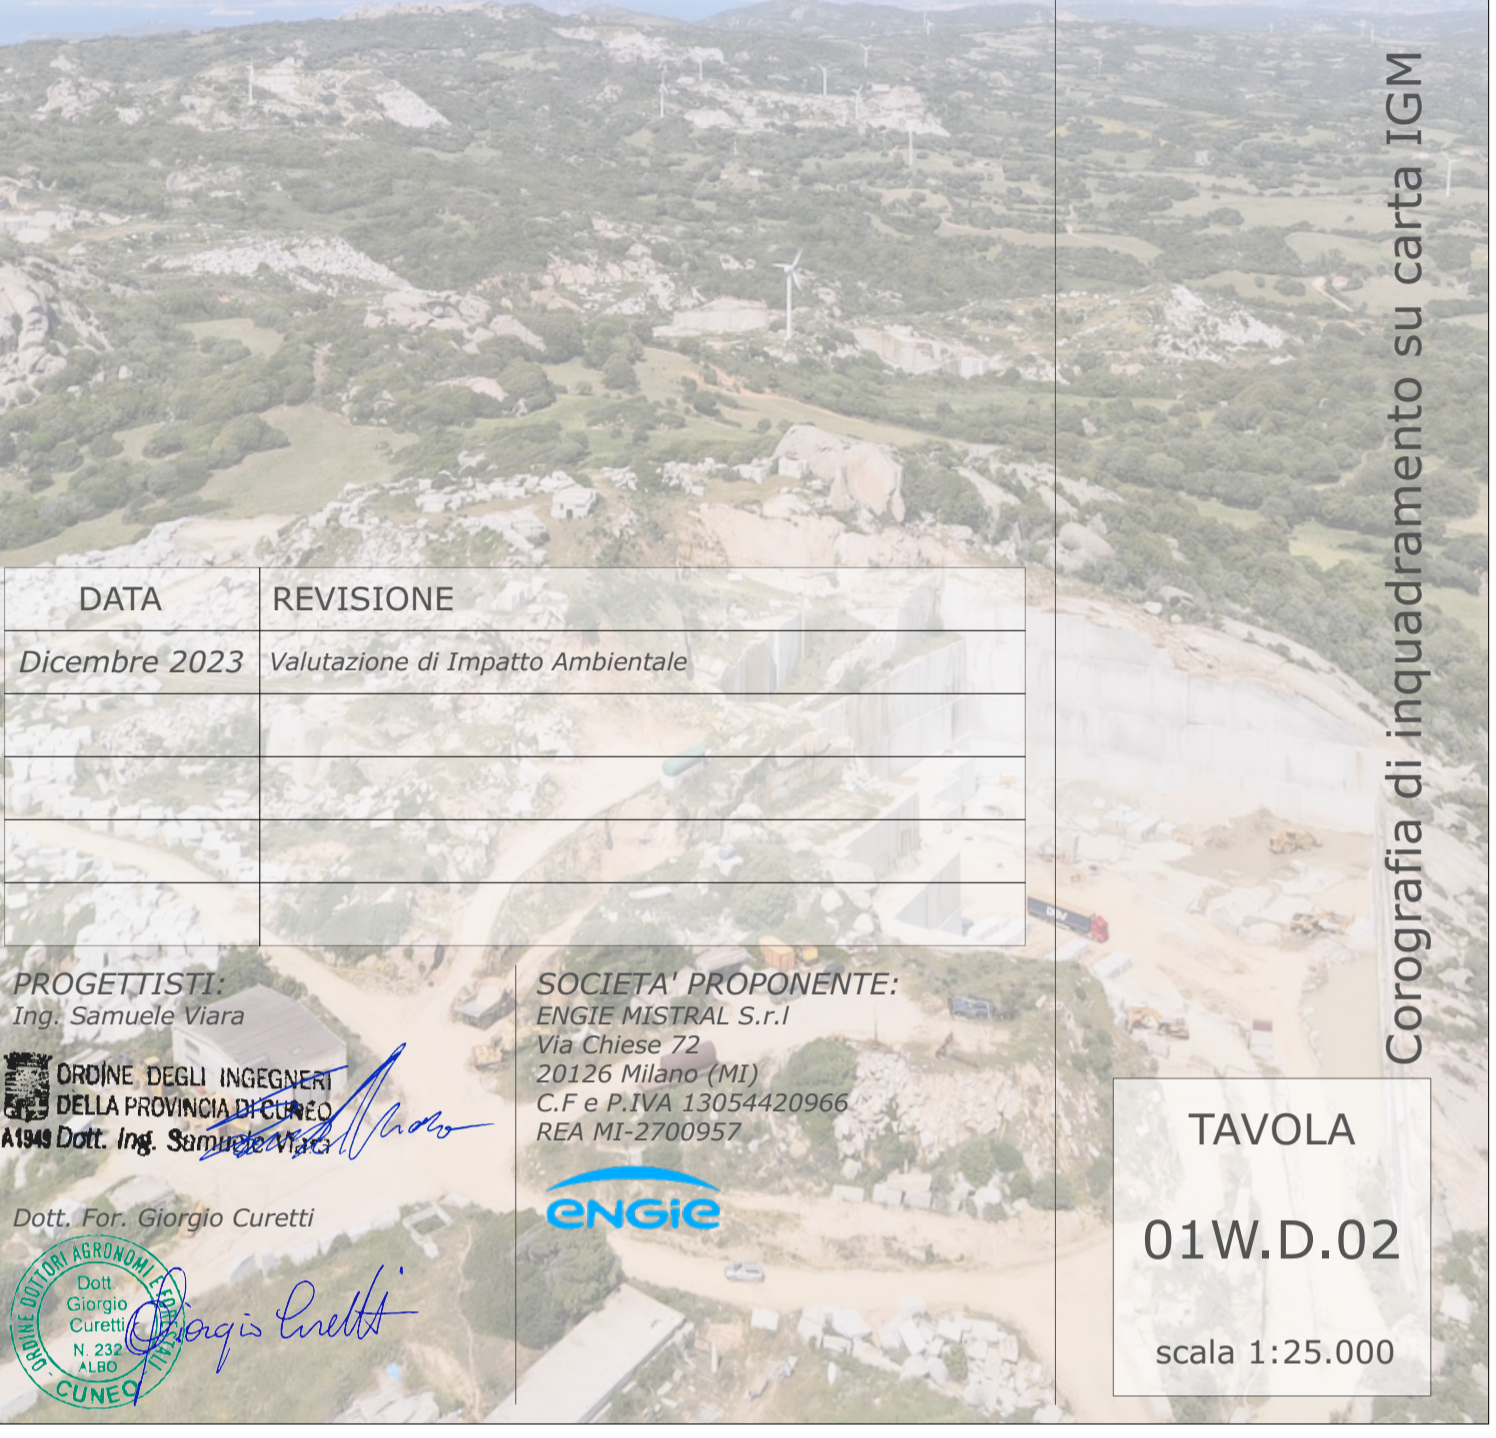 Corografia di inquadramento su carta IGM
DATA REVISIONE
Dicembre 2023 Valutazione di Impatto Ambientale
PROGETTISTI:
Ing. Samuele Viara
ORDINE DEGLI INGEGNERI
DELLA PROVINCIA DI CUNEO
A1949 Dott. Ing. Samuele Viara
Dott. For. Giorgio Curetti
ORDINE DOTTORI AGRONOMI E FORESTALI - CUNEO
Dott.
Giorgio
Curetti
N. 232
ALBO
Giorgio Curetti
SOCIETA' PROPONENTE:
ENGIE MISTRAL S.r.l
Via Chiese 72
20126 Milano (MI)
C.F e P.IVA 13054420966
REA MI-2700957
ENGIE
TAVOLA
01W.D.02
scala 1:25.000